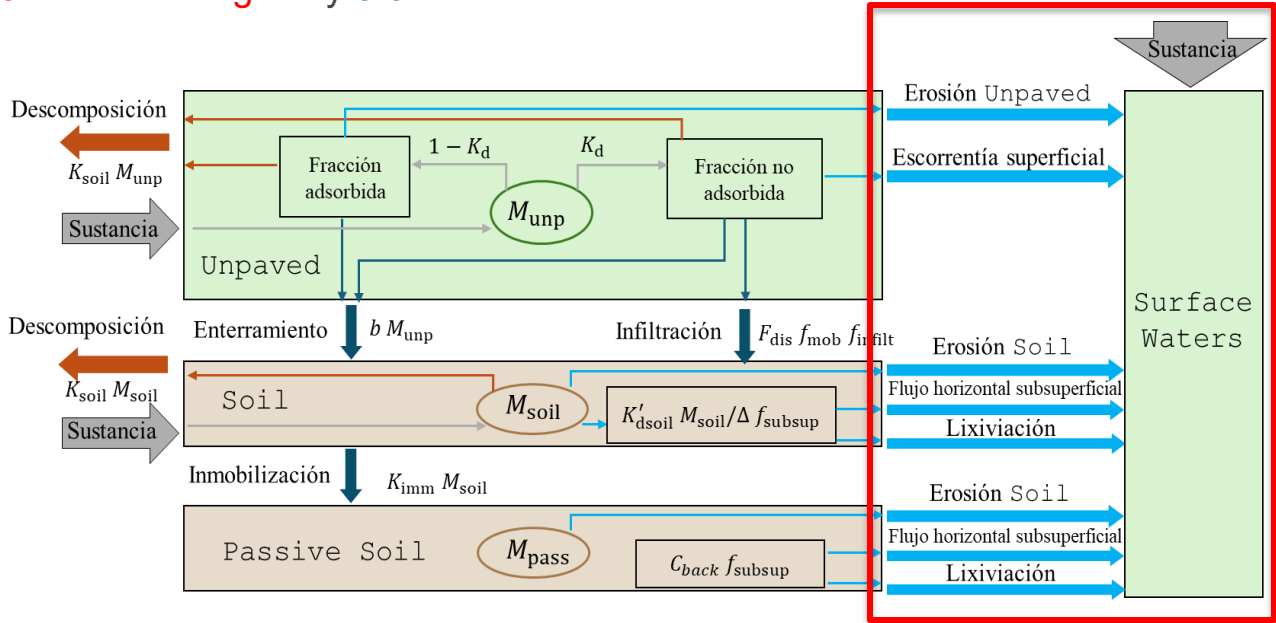 Sustancia
Descomposición
K_soil M_unp
Sustancia
Fracción
adsorbida
1 − K_d
K_d
M_unp
Fracción no
adsorbida
Unpaved
Erosión Unpaved
Escorrentía superficial
Surface
Waters
Enterramiento
b M_unp
Infiltración
F_dis f_mob f_infilt
Descomposición
K_soil M_soil
Sustancia
Soil
M_soil
K′_dsoil M_soil/Δ f_subsup
Erosión Soil
Flujo horizontal subsuperficial
Lixiviación
Inmobilización
K_imm M_soil
Passive Soil
M_pass
C_back f_subsup
Erosión Soil
Flujo horizontal subsuperficial
Lixiviación